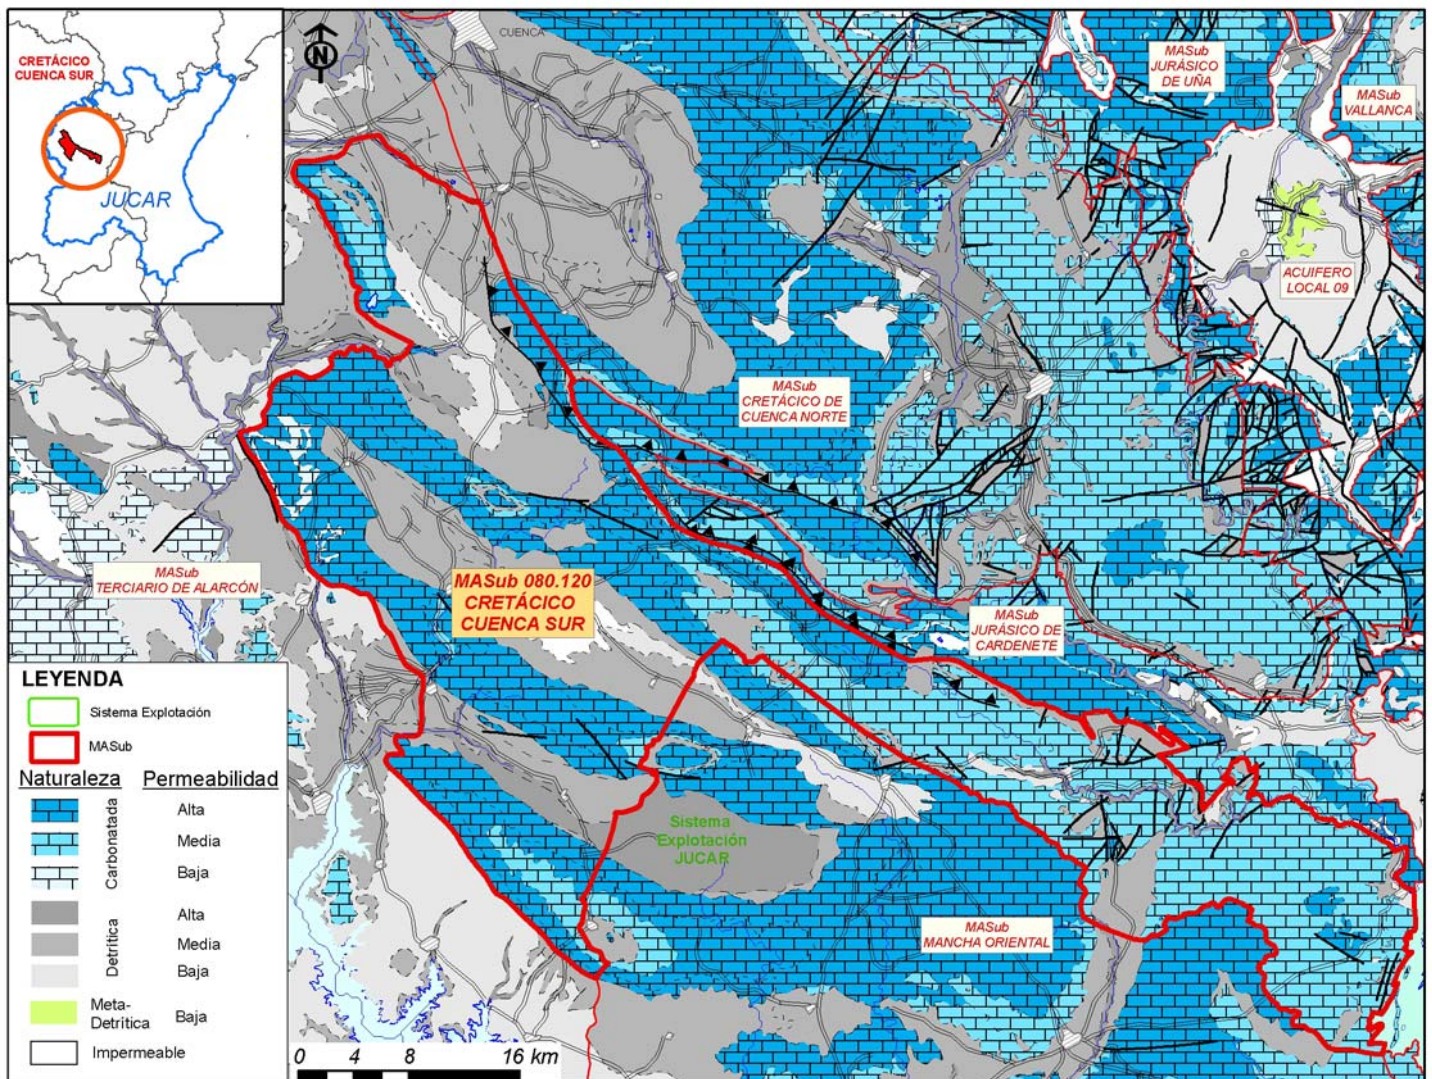 CRETÁCICO
CUENCA SUR
JUCAR
N
CUENCA
MASub
JURÁSICO
DE UÑA
MASub
VALLANCA
ACUIFERO
LOCAL 09
MASub
CRETÁCICO DE
CUENCA NORTE
MASub
TERCIARIO DE ALARCÓN
MASub 080.120
CRETÁCICO
CUENCA SUR
MASub
JURÁSICO DE
CARDENETE
Sistema
Explotación
JUCAR
MASub
MANCHA ORIENTAL
LEYENDA
Sistema Explotación
MASub
Naturaleza Permeabilidad
Carbonatada
Alta
Media
Baja
Detrítica
Alta
Media
Baja
Meta-
Detrítica Baja
Impermeable
0 4 8 16 km